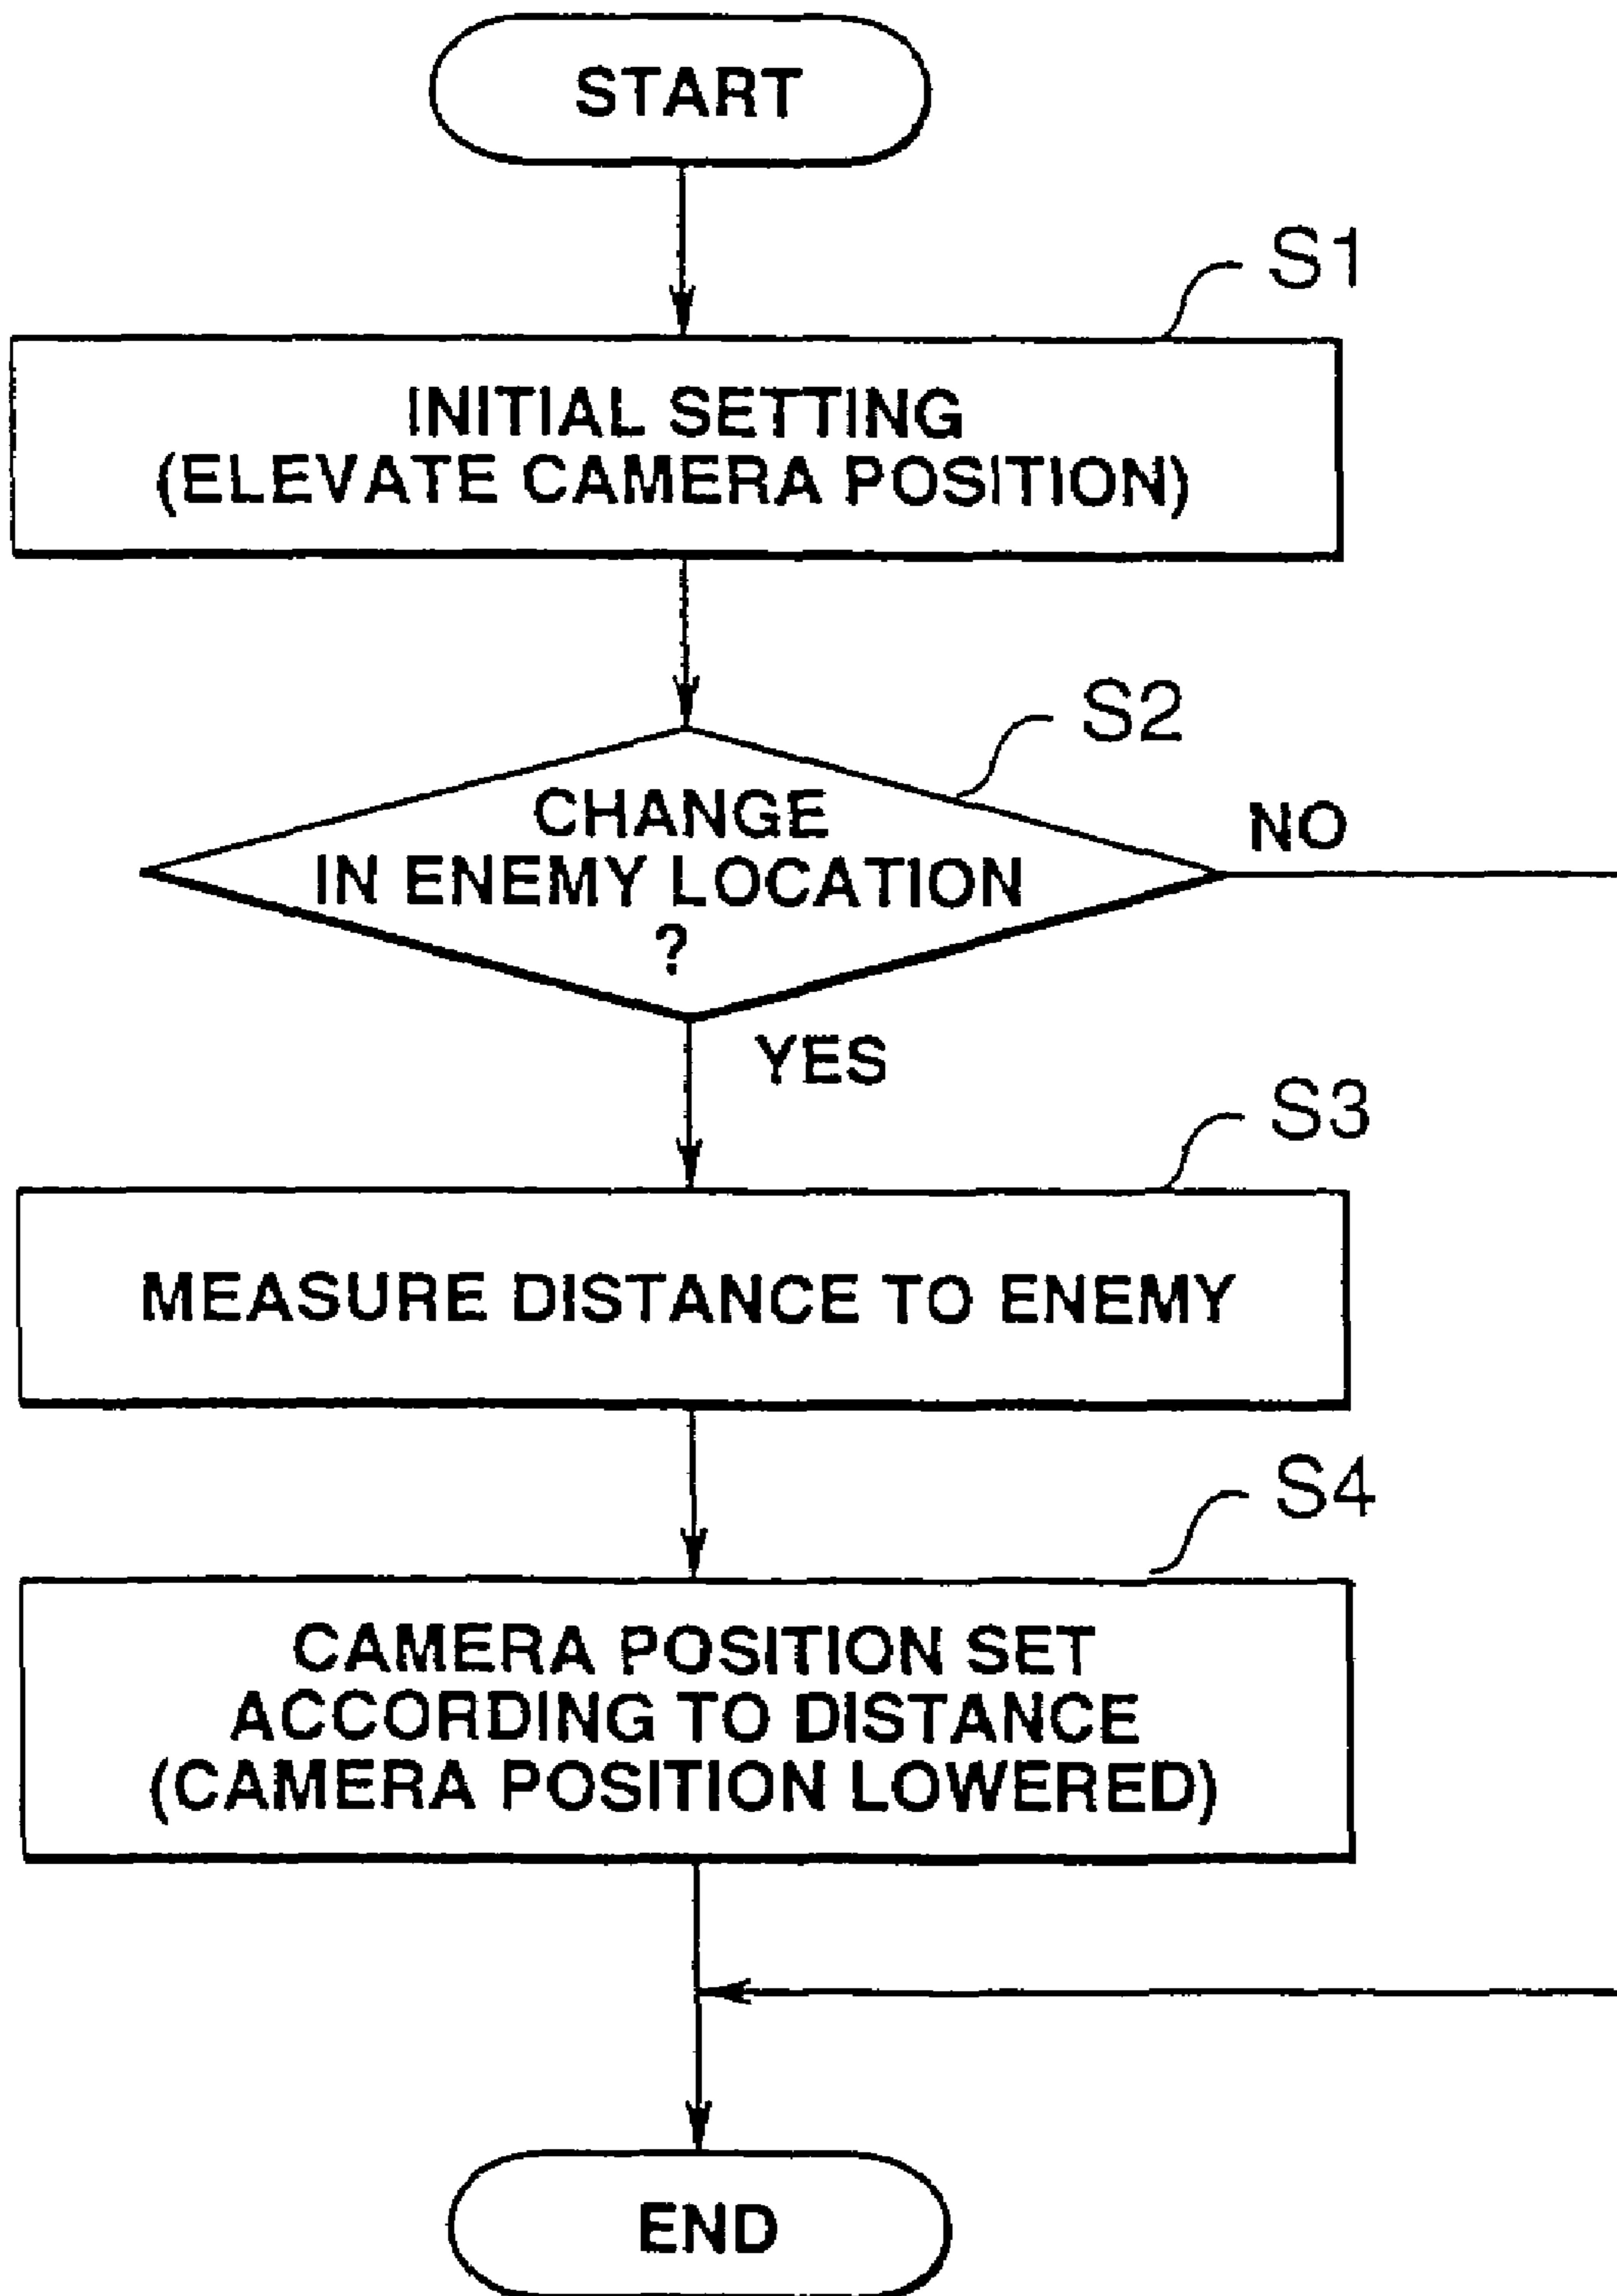 START
S1
INITIAL SETTING
(ELEVATE CAMERA POSITION)
S2
CHANGE
IN ENEMY LOCATION
?
NO
YES
S3
MEASURE DISTANCE TO ENEMY
S4
CAMERA POSITION SET
ACCORDING TO DISTANCE
(CAMERA POSITION LOWERED)
END